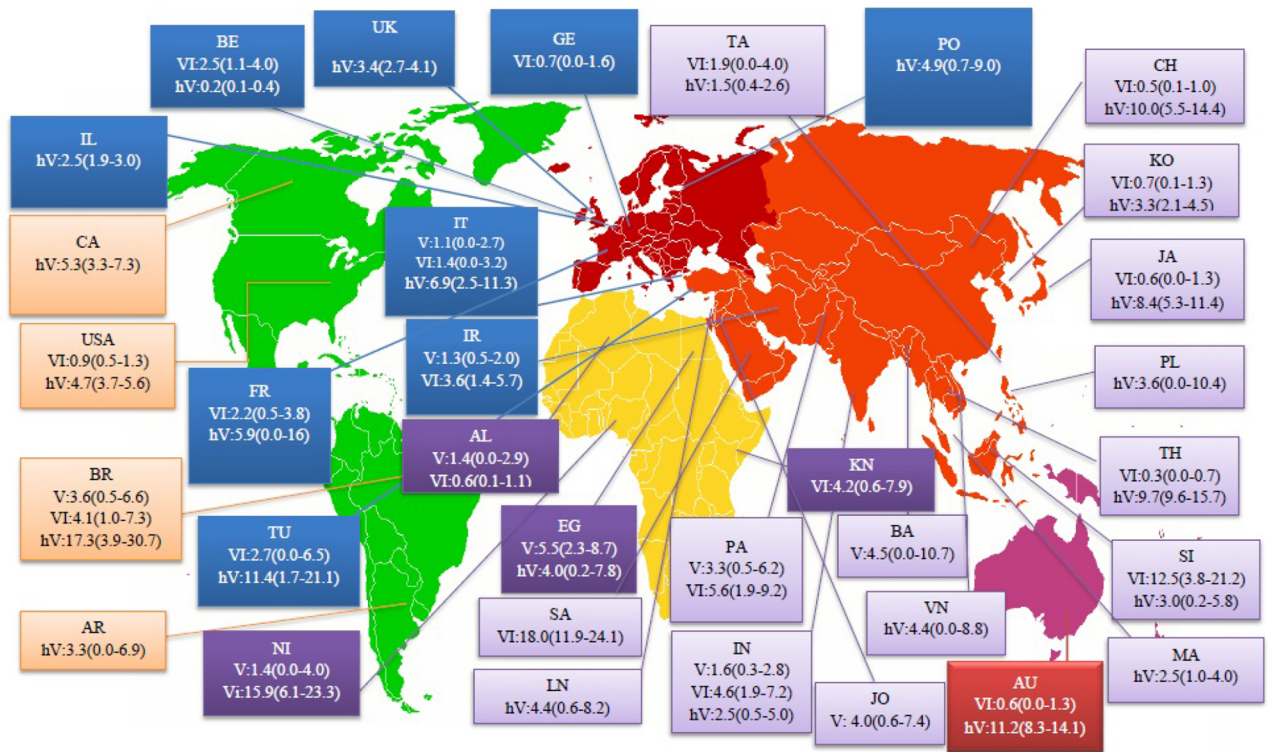 BE
VI:2.5(1.1-4.0)
hV:0.2(0.1-0.4)
UK
hV:3.4(2.7-4.1)
GE
VI:0.7(0.0-1.6)
TA
VI:1.9(0.0-4.0)
hV:1.5(0.4-2.6)
PO
hV:4.9(0.7-9.0)
CH
VI:0.5(0.1-1.0)
hV:10.0(5.5-14.4)
IL
hV:2.5(1.9-3.0)
KO
VI:0.7(0.1-1.3)
hV:3.3(2.1-4.5)
CA
hV:5.3(3.3-7.3)
IT
V:1.1(0.0-2.7)
VI:1.4(0.0-3.2)
hV:6.9(2.5-11.3)
JA
VI:0.6(0.0-1.3)
hV:8.4(5.3-11.4)
USA
VI:0.9(0.5-1.3)
hV:4.7(3.7-5.6)
IR
V:1.3(0.5-2.0)
VI:3.6(1.4-5.7)
PL
hV:3.6(0.0-10.4)
FR
VI:2.2(0.5-3.8)
hV:5.9(0.0-16)
AL
V:1.4(0.0-2.9)
VI:0.6(0.1-1.1)
KN
VI:4.2(0.6-7.9)
TH
VI:0.3(0.0-0.7)
hV:9.7(9.6-15.7)
BR
V:3.6(0.5-6.6)
VI:4.1(1.0-7.3)
hV:17.3(3.9-30.7)
TU
VI:2.7(0.0-6.5)
hV:11.4(1.7-21.1)
EG
V:5.5(2.3-8.7)
hV:4.0(0.2-7.8)
PA
V:3.3(0.5-6.2)
VI:5.6(1.9-9.2)
BA
V:4.5(0.0-10.7)
SI
VI:12.5(3.8-21.2)
hV:3.0(0.2-5.8)
SA
VI:18.0(11.9-24.1)
VN
hV:4.4(0.0-8.8)
AR
hV:3.3(0.0-6.9)
NI
V:1.4(0.0-4.0)
Vi:15.9(6.1-23.3)
IN
V:1.6(0.3-2.8)
VI:4.6(1.9-7.2)
hV:2.5(0.5-5.0)
MA
hV:2.5(1.0-4.0)
LN
hV:4.4(0.6-8.2)
JO
V: 4.0(0.6-7.4)
AU
VI:0.6(0.0-1.3)
hV:11.2(8.3-14.1)